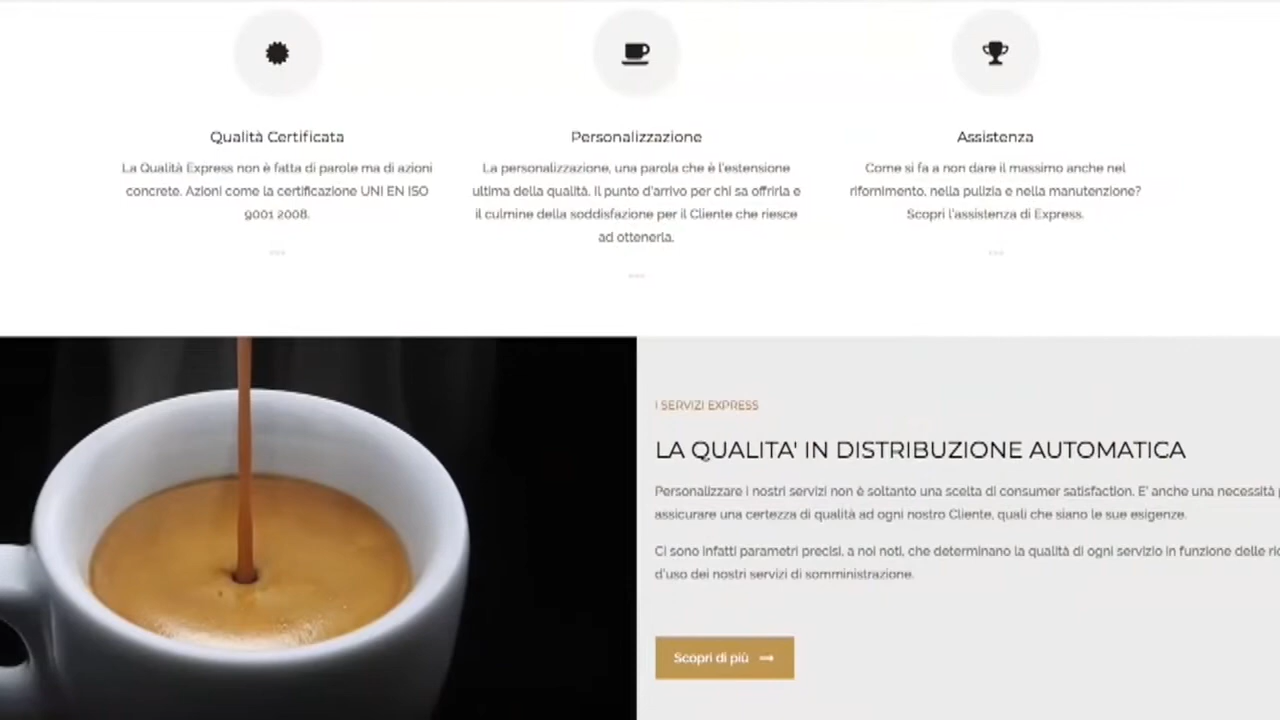 Qualità Certificata
La Qualità Express non è fatta di parole ma di azioni
concrete. Azioni come la certificazione UNI EN ISO
9001 2008.
Personalizzazione
La personalizzazione, una parola che è l'estensione
ultima della qualità. Il punto d'arrivo per chi sa offrirla e
il culmine della soddisfazione per il Cliente che riesce
ad ottenerla.
Assistenza
Come si fa a non dare il massimo anche nel
rifornimento, nella pulizia e nella manutenzione?
Scopri l'assistenza di Express.
I SERVIZI EXPRESS
LA QUALITA' IN DISTRIBUZIONE AUTOMATICA
Personalizzare i nostri servizi non è soltanto una scelta di consumer satisfaction. E' anche una necessità
assicurare una certezza di qualità ad ogni nostro Cliente, quali che siano le sue esigenze.
Ci sono infatti parametri precisi, a noi noti, che determinano la qualità di ogni servizio in funzione delle
d'uso dei nostri servizi di somministrazione.
Scopri di più